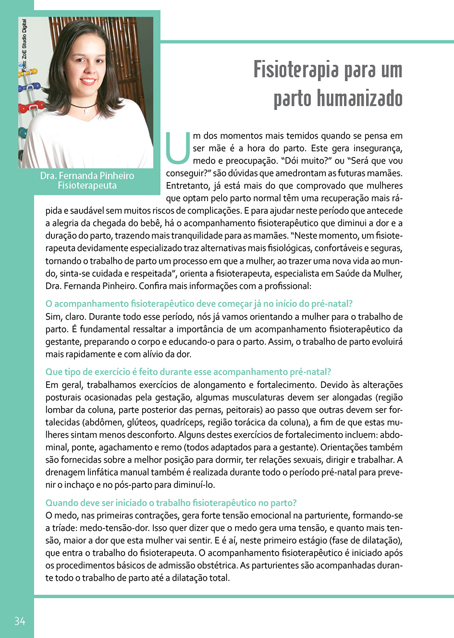 Foto: ZoE Studio Digital
Dra. Fernanda Pinheiro
Fisioterapeuta
Fisioterapia para um
parto humanizado
Um dos momentos mais temidos quando se pensa em
ser mãe é a hora do parto. Este gera insegurança,
medo e preocupação. “Dói muito?” ou “Será que vou
conseguir?” são dúvidas que amedrontam as futuras mamães.
Entretanto, já está mais do que comprovado que mulheres
que optam pelo parto normal têm uma recuperação mais rá-
pida e saudável sem muitos riscos de complicações. E para ajudar neste período que antecede
a alegria da chegada do bebê, há o acompanhamento fisioterapêutico que diminui a dor e a
duração do parto, trazendo mais tranquilidade para as mamães. “Neste momento, um fisiote-
rapeuta devidamente especializado traz alternativas mais fisiológicas, confortáveis e seguras,
tornando o trabalho de parto um processo em que a mulher, ao trazer uma nova vida ao mun-
do, sinta-se cuidada e respeitada”, orienta a fisioterapeuta, especialista em Saúde da Mulher,
Dra. Fernanda Pinheiro. Confira mais informações com a profissional:
O acompanhamento fisioterapêutico deve começar já no início do pré-natal?
Sim, claro. Durante todo esse período, nós já vamos orientando a mulher para o trabalho de
parto. É fundamental ressaltar a importância de um acompanhamento fisioterapêutico da
gestante, preparando o corpo e educando-o para o parto. Assim, o trabalho de parto evoluirá
mais rapidamente e com alívio da dor.
Que tipo de exercício é feito durante esse acompanhamento pré-natal?
Em geral, trabalhamos exercícios de alongamento e fortalecimento. Devido às alterações
posturais ocasionadas pela gestação, algumas musculaturas devem ser alongadas (região
lombar da coluna, parte posterior das pernas, peitorais) ao passo que outras devem ser for-
talecidas (abdômen, glúteos, quadríceps, região torácica da coluna), a fim de que estas mu-
lheres sintam menos desconforto. Alguns destes exercícios de fortalecimento incluem: abdo-
minal, ponte, agachamento e remo (todos adaptados para a gestante). Orientações também
são fornecidas sobre a melhor posição para dormir, ter relações sexuais, dirigir e trabalhar. A
drenagem linfática manual também é realizada durante todo o período pré-natal para preve-
nir o inchaço e no pós-parto para diminuí-lo.
Quando deve ser iniciado o trabalho fisioterapêutico no parto?
O medo, nas primeiras contrações, gera forte tensão emocional na parturiente, formando-se
a tríade: medo-tensão-dor. Isso quer dizer que o medo gera uma tensão, e quanto mais ten-
são, maior a dor que esta mulher vai sentir. E é aí, neste primeiro estágio (fase de dilatação),
que entra o trabalho do fisioterapeuta. O acompanhamento fisioterapêutico é iniciado após
os procedimentos básicos de admissão obstétrica. As parturientes são acompanhadas duran-
te todo o trabalho de parto até a dilatação total.
34